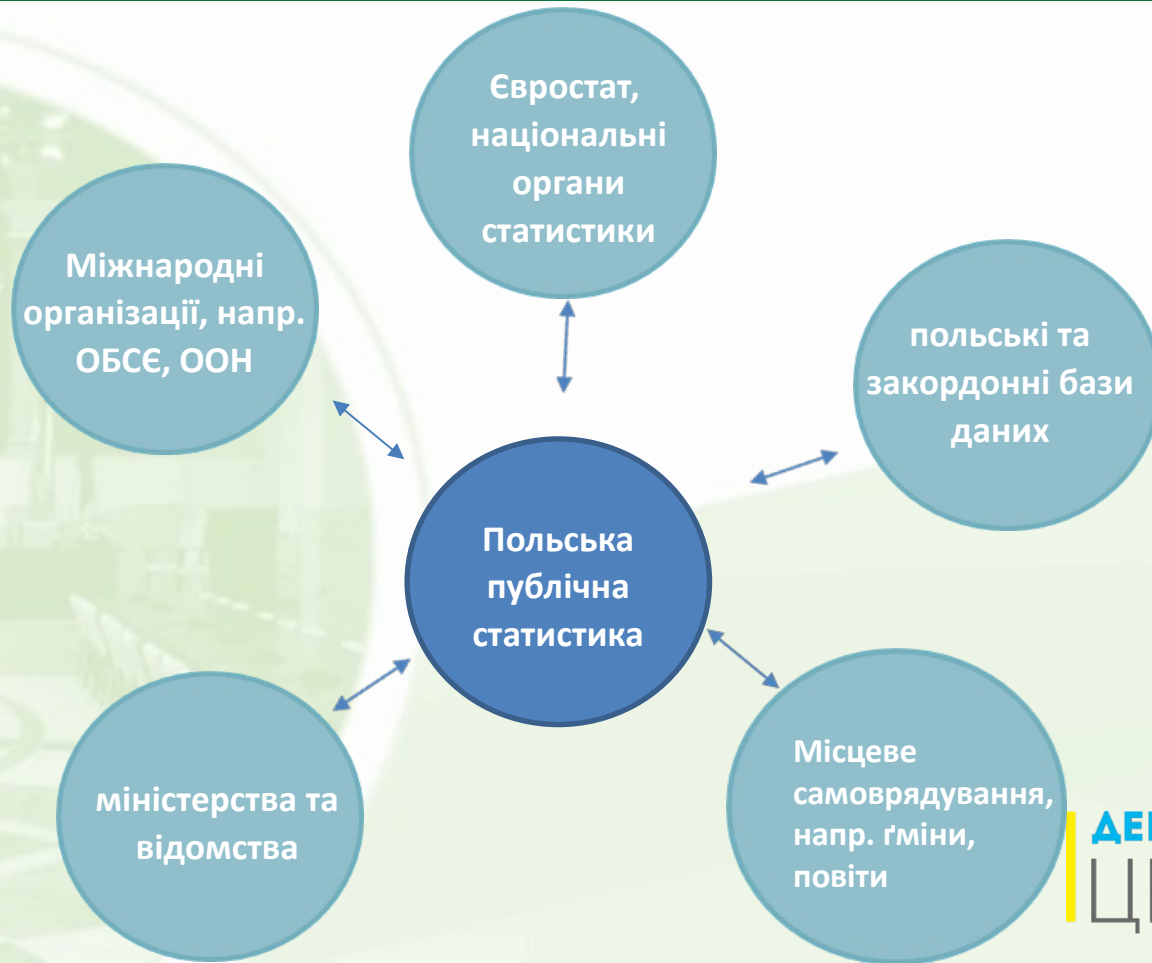 Євростат,
національні
органи
статистики
Міжнародні
організації, напр.
ОБСЄ, ООН
польські та
закордонні бази
даних
Польська
публічна
статистика
міністерства та
відомства
Місцеве
самоврядування,
напр. ґміни,
повіти